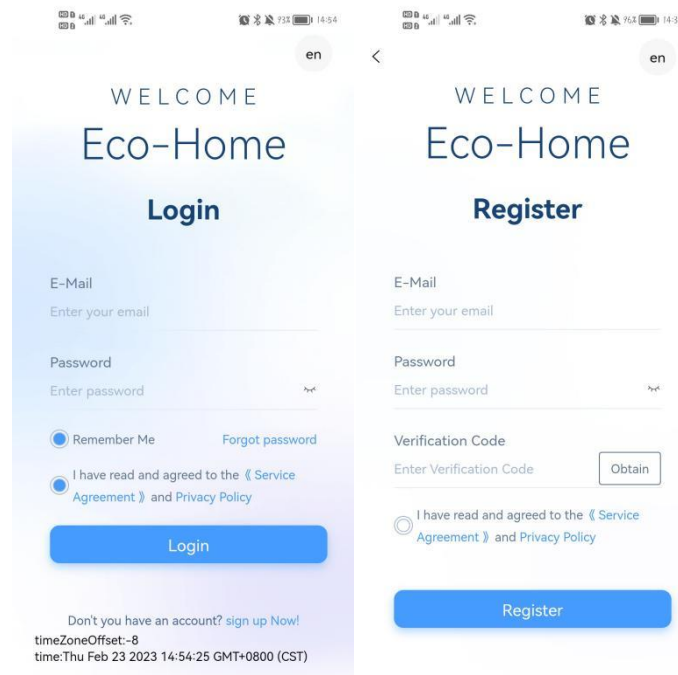 93% 14:54
en
WELCOME
Eco-Home
Login
E-Mail
Enter your email
Password
Enter password
Remember Me Forgot password
I have read and agreed to the 《 Service
Agreement 》 and Privacy Policy
Login
Don't you have an account? sign up Now!
timeZoneOffset:-8
time:Thu Feb 23 2023 14:54:25 GMT+0800 (CST)
76% 14:3
en
WELCOME
Eco-Home
Register
E-Mail
Enter your email
Password
Enter password
Verification Code
Enter Verification Code Obtain
I have read and agreed to the 《 Service
Agreement 》 and Privacy Policy
Register